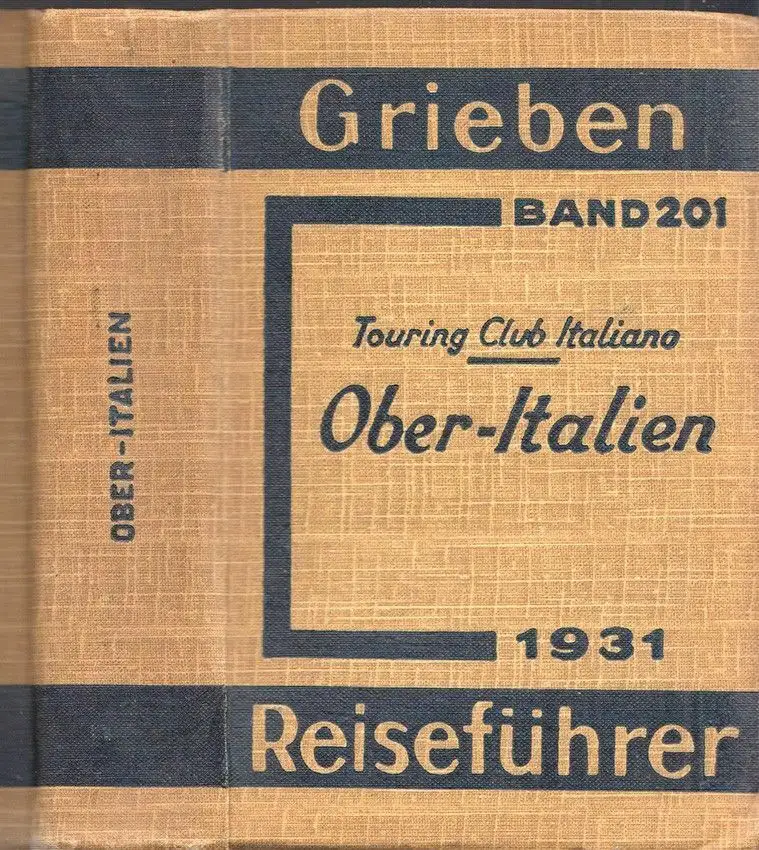 OBER-ITALIEN
Grieben
BAND 201
Touring Club Italiano
Ober-Italien
1931
Reiseführer